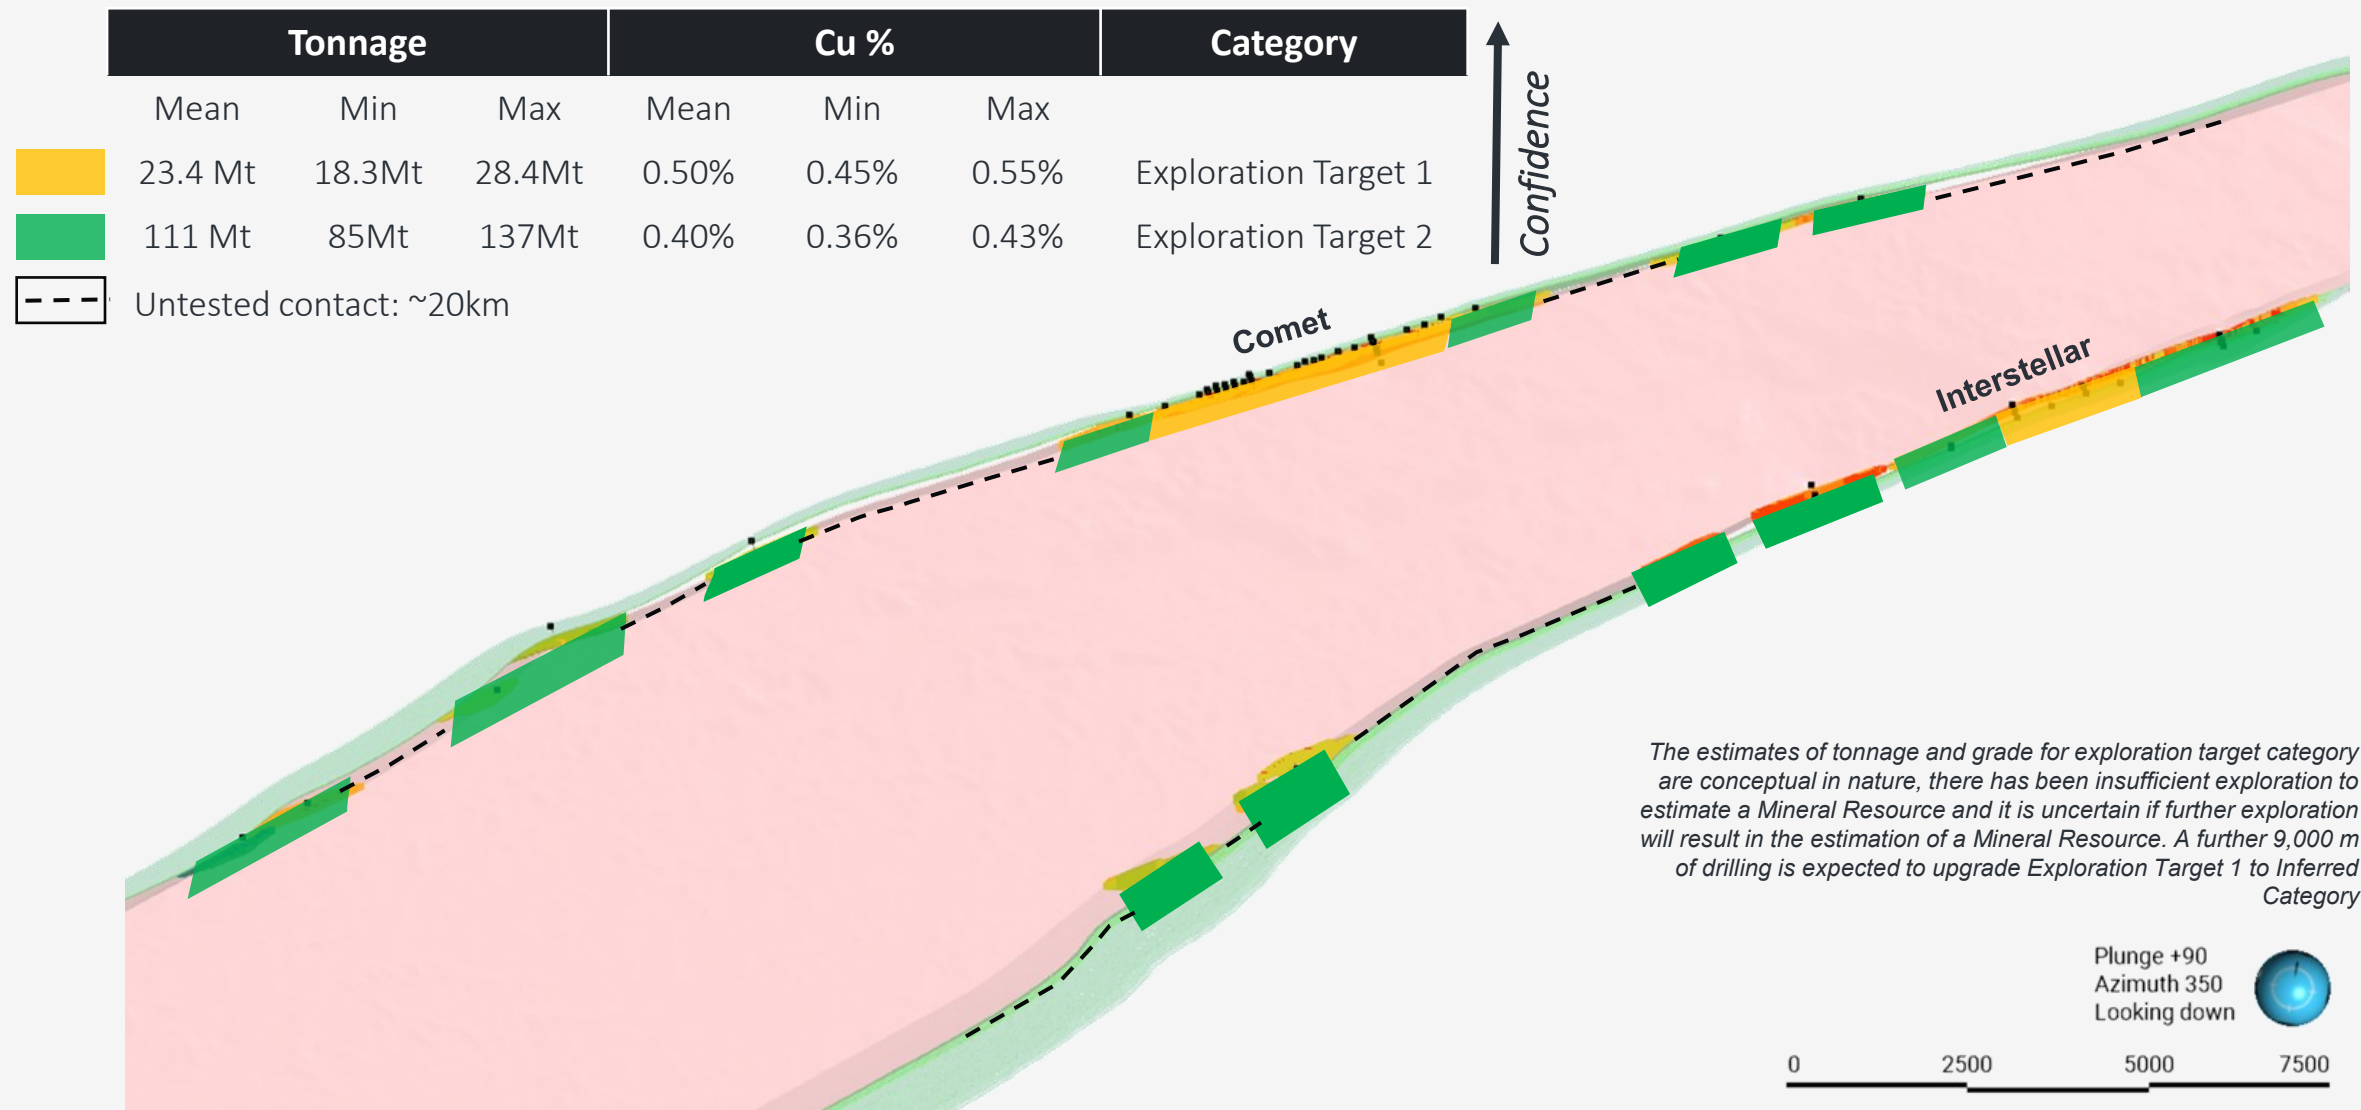 Tonnage Cu % Category
Mean Min Max Mean Min Max
23.4 Mt 18.3Mt 28.4Mt 0.50% 0.45% 0.55% Exploration Target 1
111 Mt 85Mt 137Mt 0.40% 0.36% 0.43% Exploration Target 2
Untested contact: ~20km
Confidence
Comet
Interstellar
The estimates of tonnage and grade for exploration target category
are conceptual in nature, there has been insufficient exploration to
estimate a Mineral Resource and it is uncertain if further exploration
will result in the estimation of a Mineral Resource. A further 9,000 m
of drilling is expected to upgrade Exploration Target 1 to Inferred
Category
Plunge +90
Azimuth 350
Looking down
0 2500 5000 7500